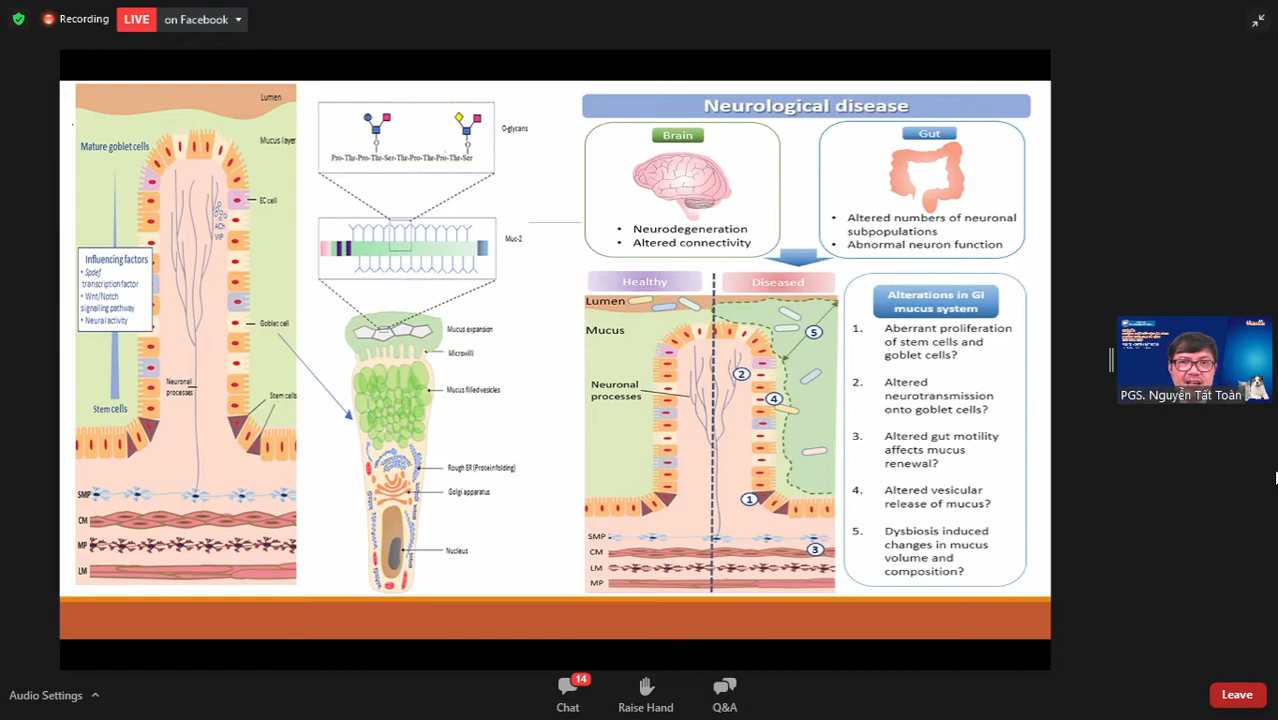 Recording
LIVE
on Facebook
Lumen
Mucus layer
Mature goblet cells
EC cell
ACh
VIP
Influencing factors
• Spdef
transcription factor
• Wnt/Notch
signalling pathway
• Neural activity
Goblet cell
Neuronal
processes
Stem cells
Stem cells
SMP
CM
MP
LM
O-glycans
Pro-Thr-Pro-Thr-Ser-Thr-Pro-Thr-Pro-Thr-Ser
Muc-2
Mucus expansion
Microvilli
Mucus filled vesicles
Rough ER (Protein folding)
Golgi apparatus
Nucleus
Neurological disease
Brain
• Neurodegeneration
• Altered connectivity
Gut
• Altered numbers of neuronal
subpopulations
• Abnormal neuron function
Healthy
Diseased
Lumen
Mucus
Neuronal
processes
5
2
4
1
3
SMP
CM
LM
MP
Alterations in GI
mucus system
1. Aberrant proliferation
of stem cells and
goblet cells?
2. Altered
neurotransmission
onto goblet cells?
3. Altered gut motility
affects mucus
renewal?
4. Altered vesicular
release of mucus?
5. Dysbiosis induced
changes in mucus
volume and
composition?
PGS. Nguyễn Tất Toàn
Audio Settings
14
Chat
Raise Hand
Q&A
Leave